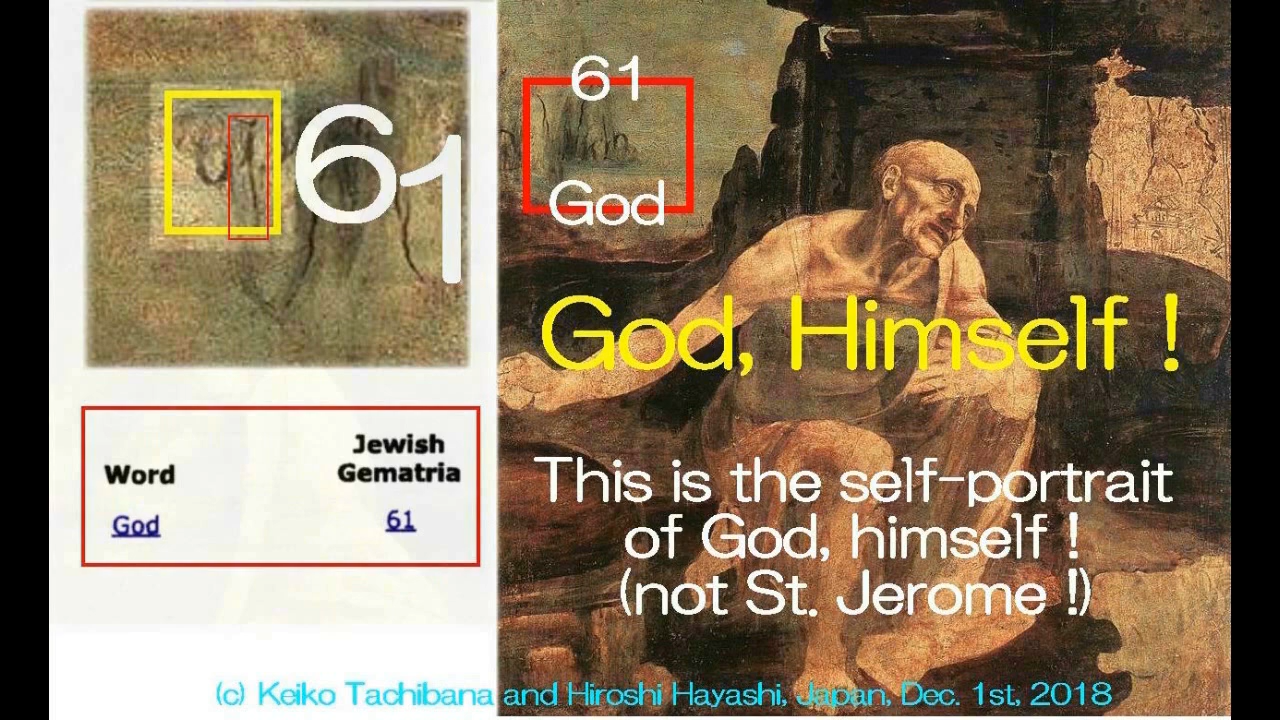 61
61
God
God, Himself !
Word
Jewish
Gematria
God
61
This is the self-portrait
of God, himself !
(not St. Jerome !)
(c) Keiko Tachibana and Hiroshi Hayashi, Japan, Dec. 1st, 2018